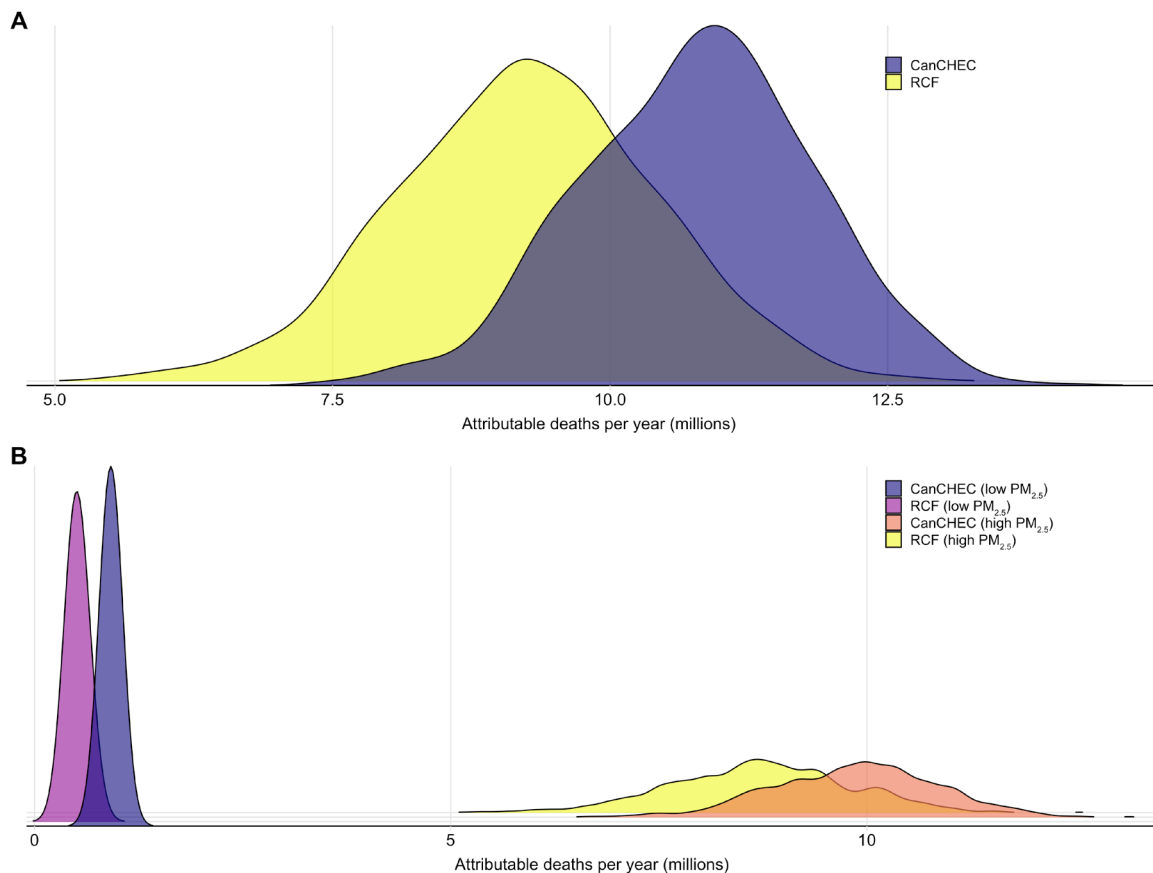 A
CanCHEC
RCF
5.0 7.5 10.0 12.5
Attributable deaths per year (millions)
B
CanCHEC (low PM2.5)
RCF (low PM2.5)
CanCHEC (high PM2.5)
RCF (high PM2.5)
0 5 10
Attributable deaths per year (millions)